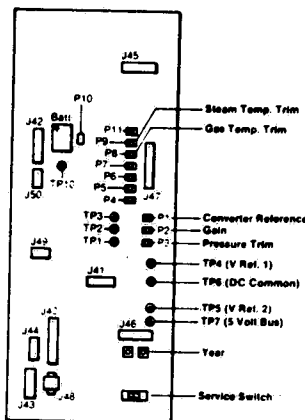 J45
P10
Batt
J42
P11
Steam Temp. Trim
P9
Gas Temp. Trim
P8
P7
TP10
P6
J50
P5
J47
P4
TP3
P1
Converter Reference
TP2
P2
Gain
TP1
P3
Pressure Trim
J49
TP4 (V Ref. 1)
J41
TP6 (DC Common)
TP5 (V Ref. 2)
J46
TP7 (5 Volt Bus)
J44
Year
J43
J48
Service Switch